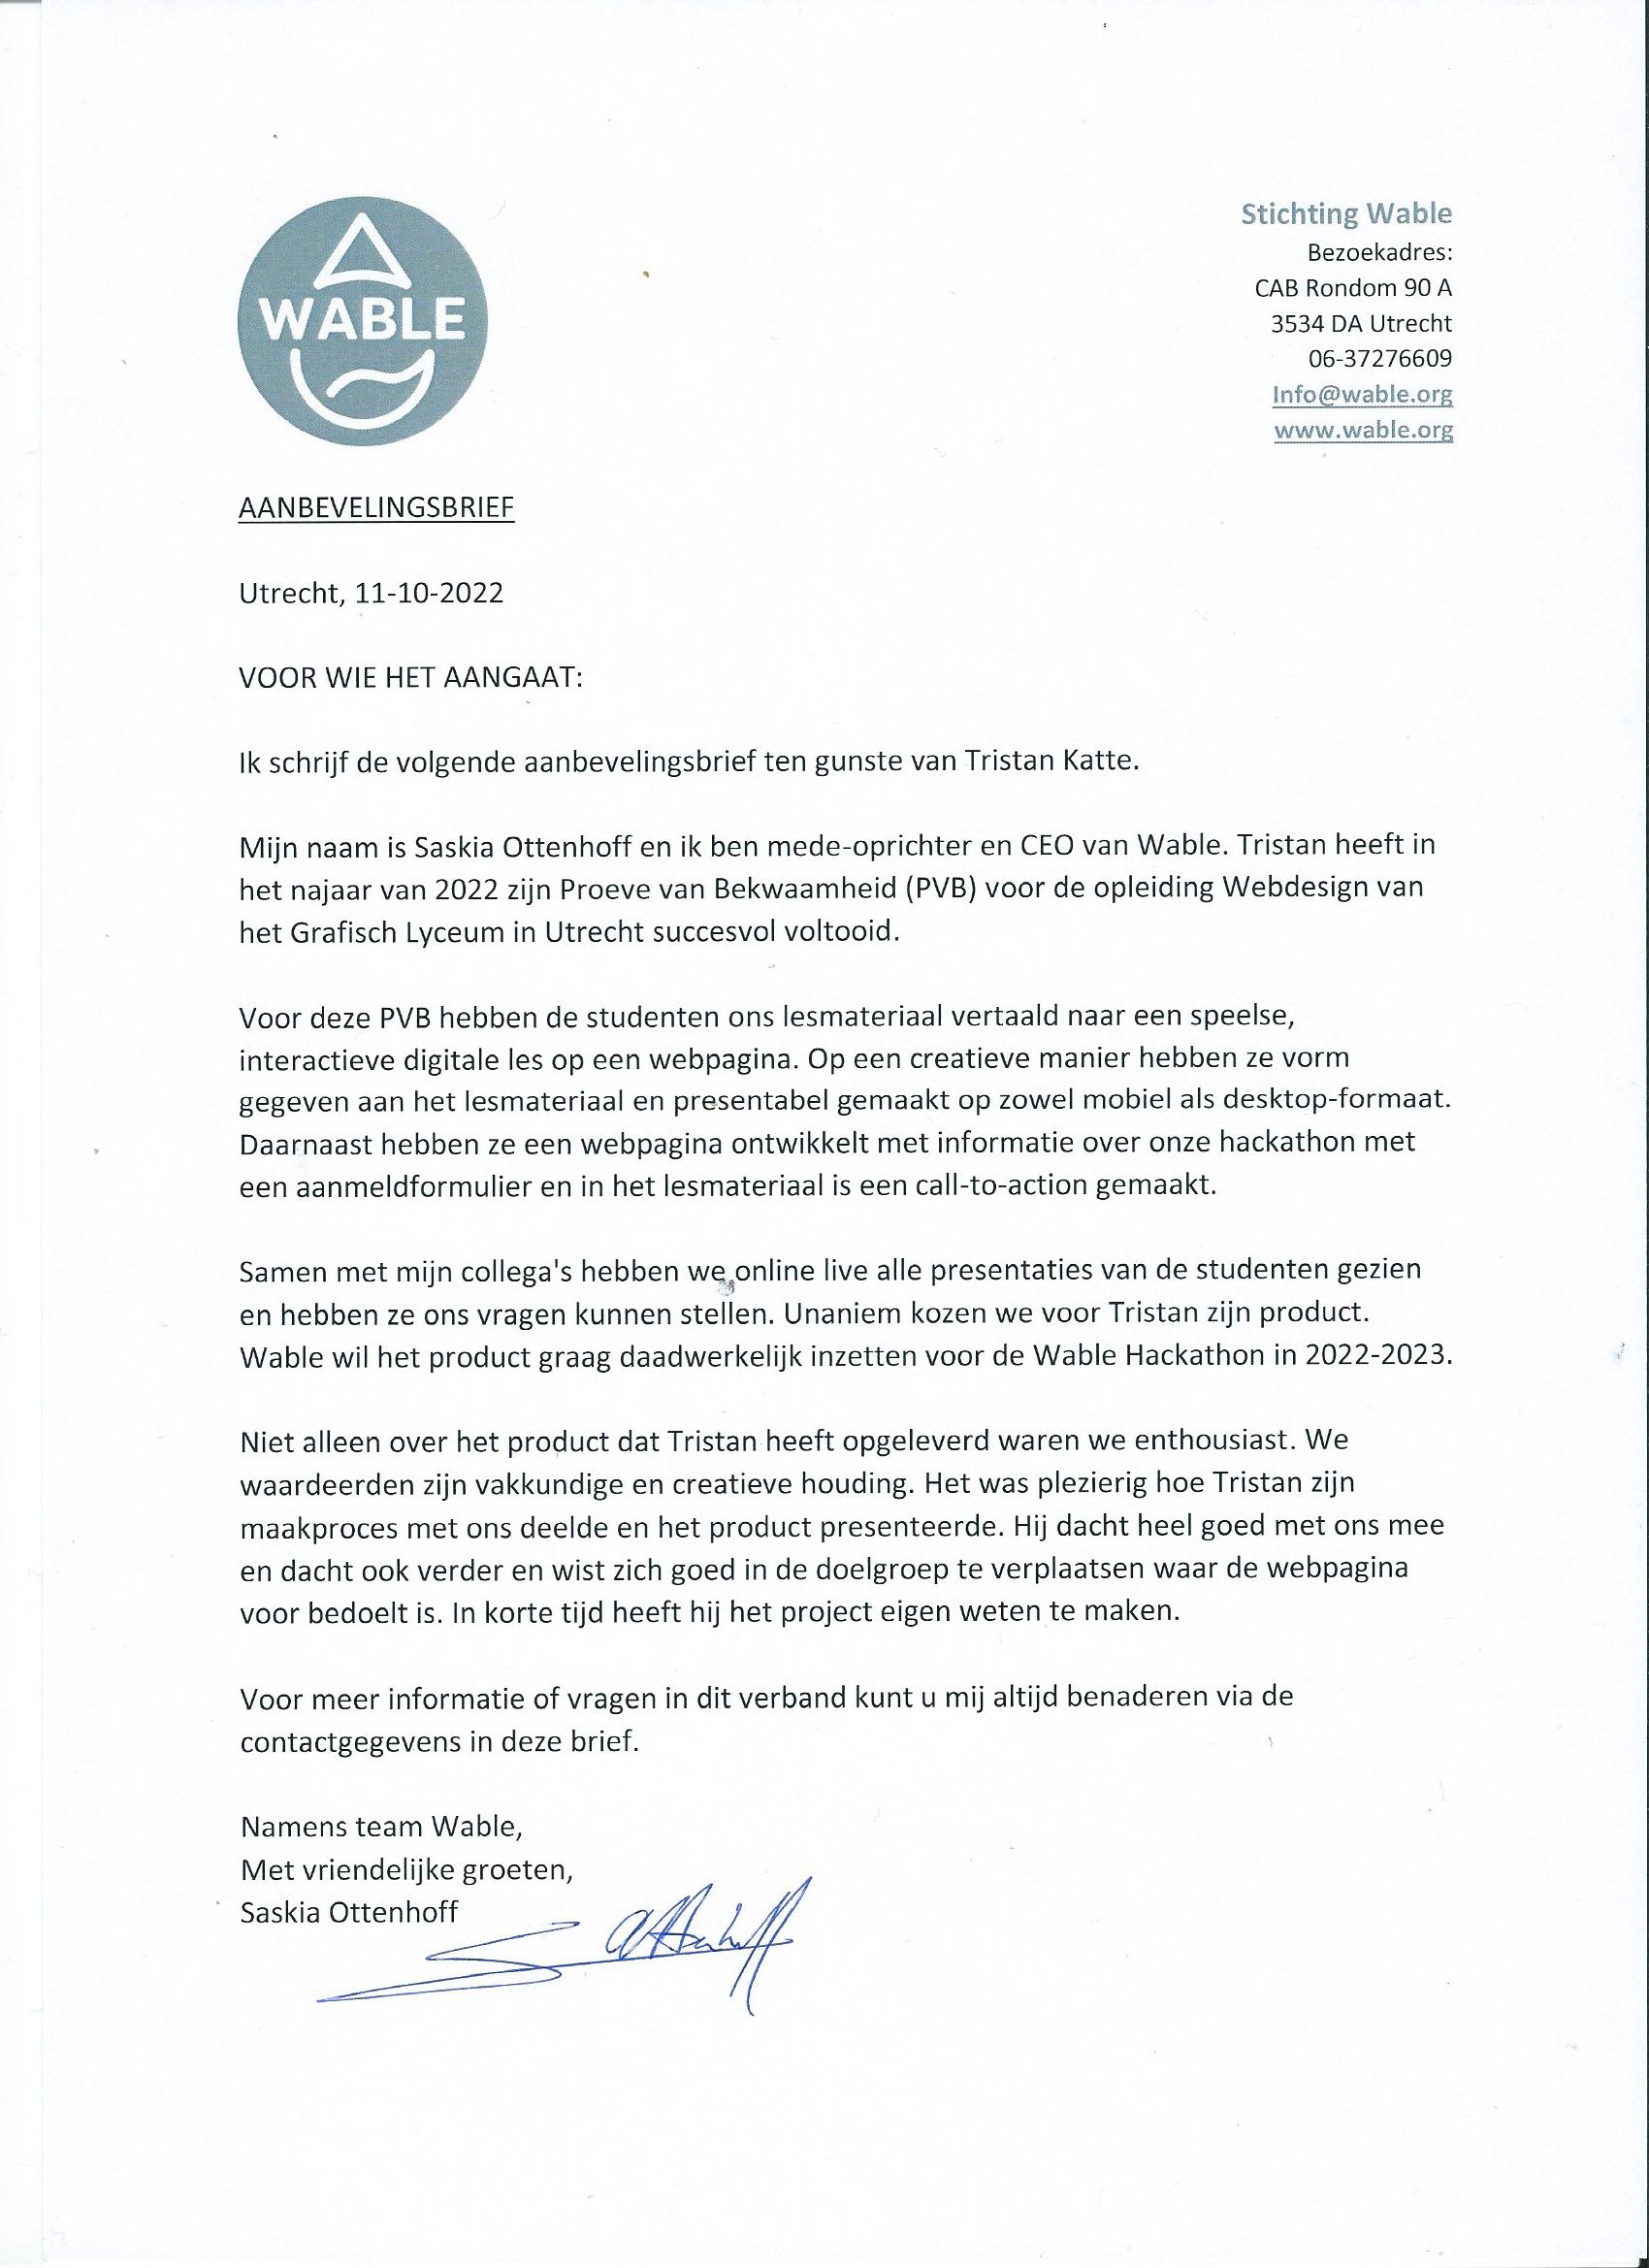 WABLE
Stichting Wable
Bezoekadres:
CAB Rondom 90 A
3534 DA Utrecht
06-37276609
Info@wable.org
www.wable.org
AANBEVELINGSBRIEF
Utrecht, 11-10-2022
VOOR WIE HET AANGAAT:
Ik schrijf de volgende aanbevelingsbrief ten gunste van Tristan Katte.
Mijn naam is Saskia Ottenhoff en ik ben mede-oprichter en CEO van Wable. Tristan heeft in
het najaar van 2022 zijn Proeve van Bekwaamheid (PVB) voor de opleiding Webdesign van
het Grafisch Lyceum in Utrecht succesvol voltooid.
Voor deze PVB hebben de studenten ons lesmateriaal vertaald naar een speelse,
interactieve digitale les op een webpagina. Op een creatieve manier hebben ze vorm
gegeven aan het lesmateriaal en presentabel gemaakt op zowel mobiel als desktop-formaat.
Daarnaast hebben ze een webpagina ontwikkelt met informatie over onze hackathon met
een aanmeldformulier en in het lesmateriaal is een call-to-action gemaakt.
Samen met mijn collega's hebben we online live alle presentaties van de studenten gezien
en hebben ze ons vragen kunnen stellen. Unaniem kozen we voor Tristan zijn product.
Wable wil het product graag daadwerkelijk inzetten voor de Wable Hackathon in 2022-2023.
Niet alleen over het product dat Tristan heeft opgeleverd waren we enthousiast. We
waardeerden zijn vakkundige en creatieve houding. Het was plezierig hoe Tristan zijn
maakproces met ons deelde en het product presenteerde. Hij dacht heel goed met ons mee
en dacht ook verder en wist zich goed in de doelgroep te verplaatsen waar de webpagina
voor bedoelt is. In korte tijd heeft hij het project eigen weten te maken.
Voor meer informatie of vragen in dit verband kunt u mij altijd benaderen via de
contactgegevens in deze brief.
Namens team Wable,
Met vriendelijke groeten,
Saskia Ottenhoff